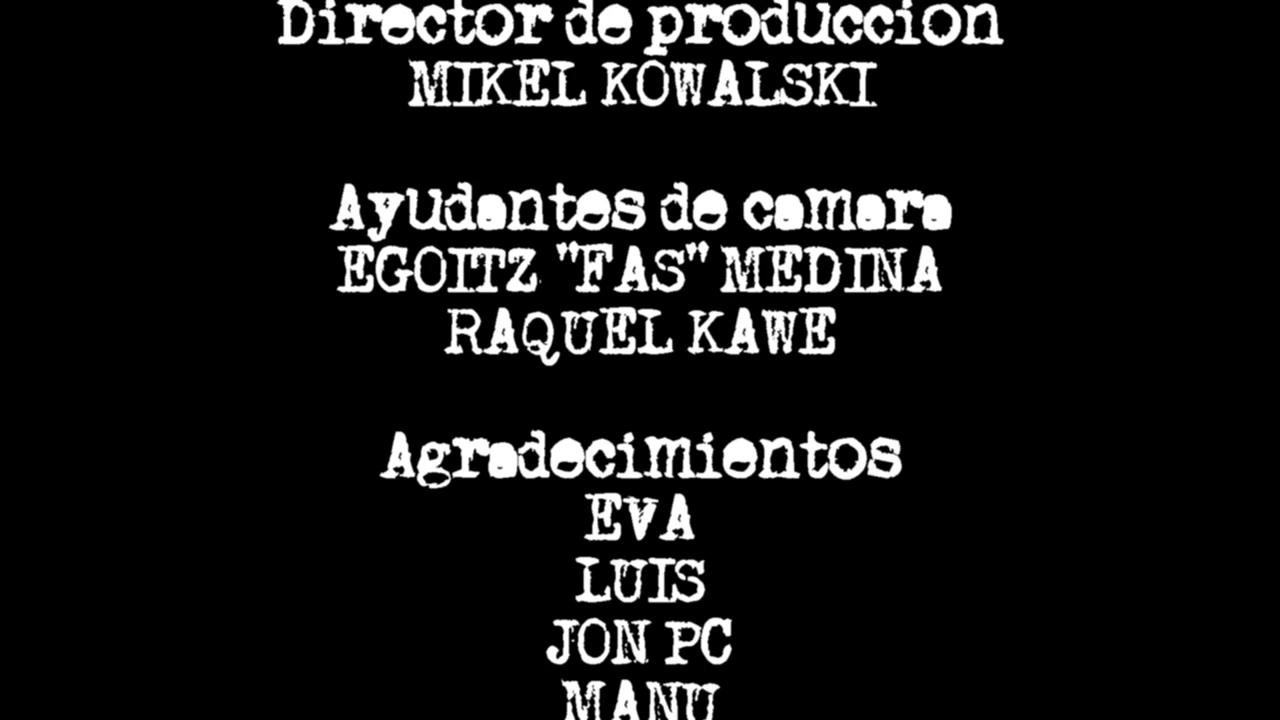 Director de produccion
MIKEL KOWALSKI
Ayudantes de camara
EGOITZ "FAS" MEDINA
RAQUEL KAWE
Agradecimientos
EVA
LUIS
JON PC
MANU